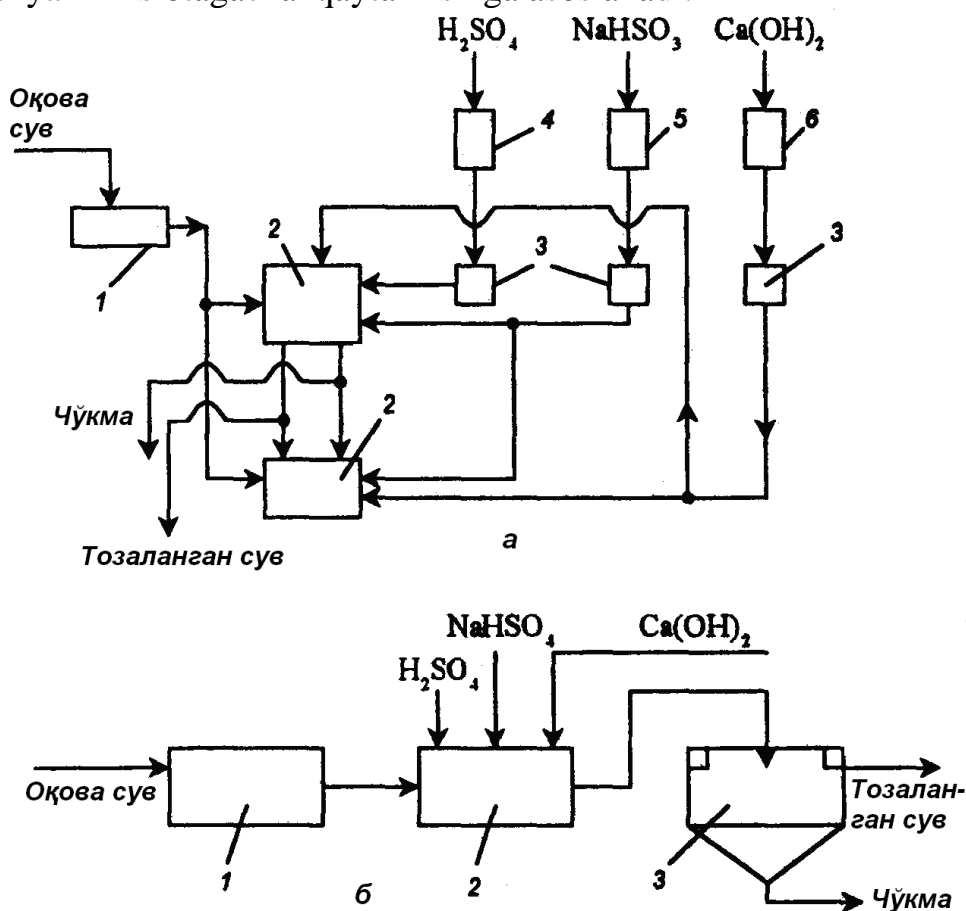 H₂SO₄ NaHSO₃ Ca(OH)₂
Оқова
сув
4 5 6
2 3 3
1
Чўкма
2
Тозаланган сув
а
NaHSO₄ Ca(OH)₂
H₂SO₄
Оқова сув
Тозалан-
ган сув
1 2 3
б
Чўкма